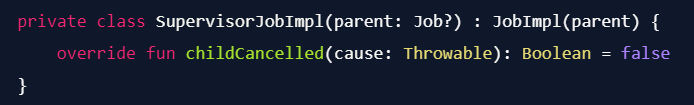 private class SupervisorJobImpl(parent: Job?) : JobImpl(parent) {
    override fun childCancelled(cause: Throwable): Boolean = false
}